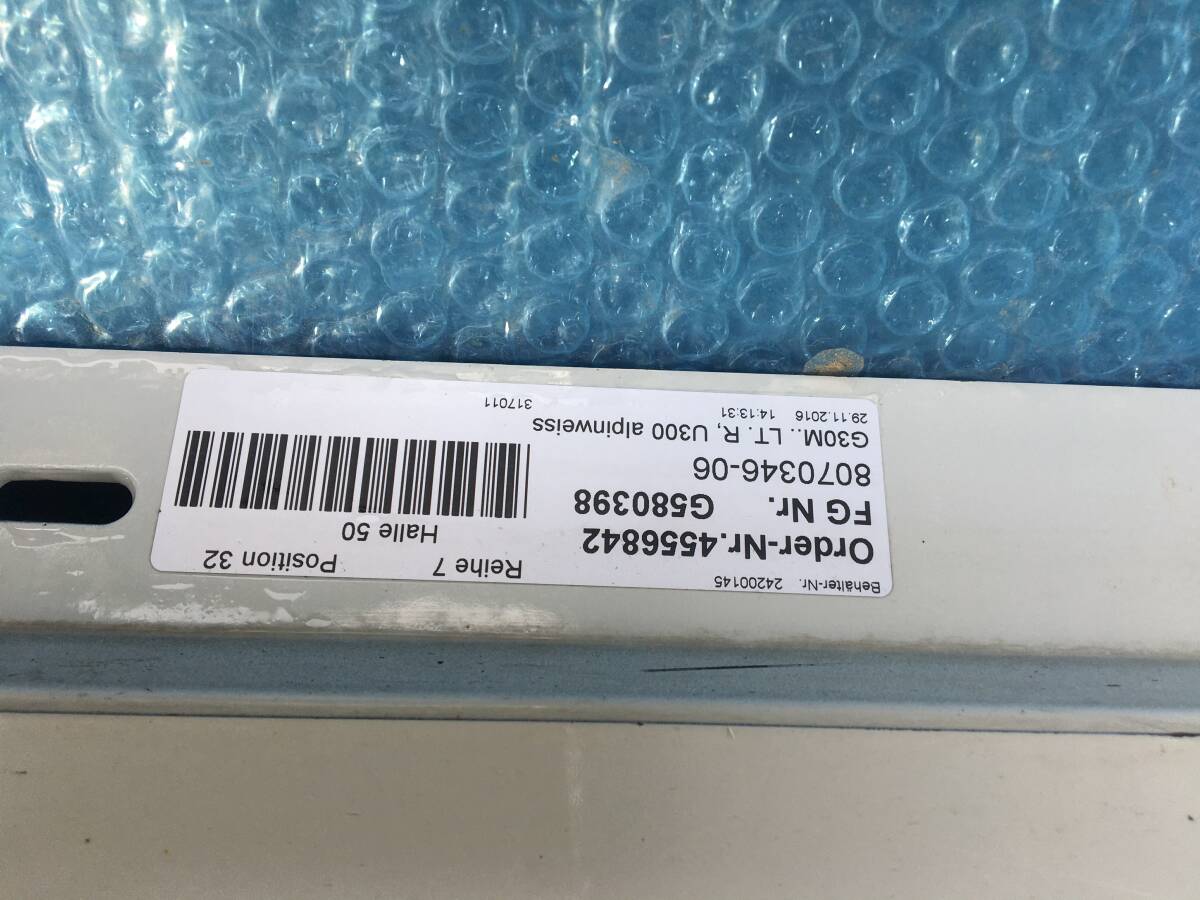 Behälter-Nr. 24200145
Order-Nr.4556842
FG Nr. G580398
8070346-06
G30M.. LT. R, U300 alpinweiss
29.11.2016 14:13:31 317011
Reihe 7 Position 32
Halle 50